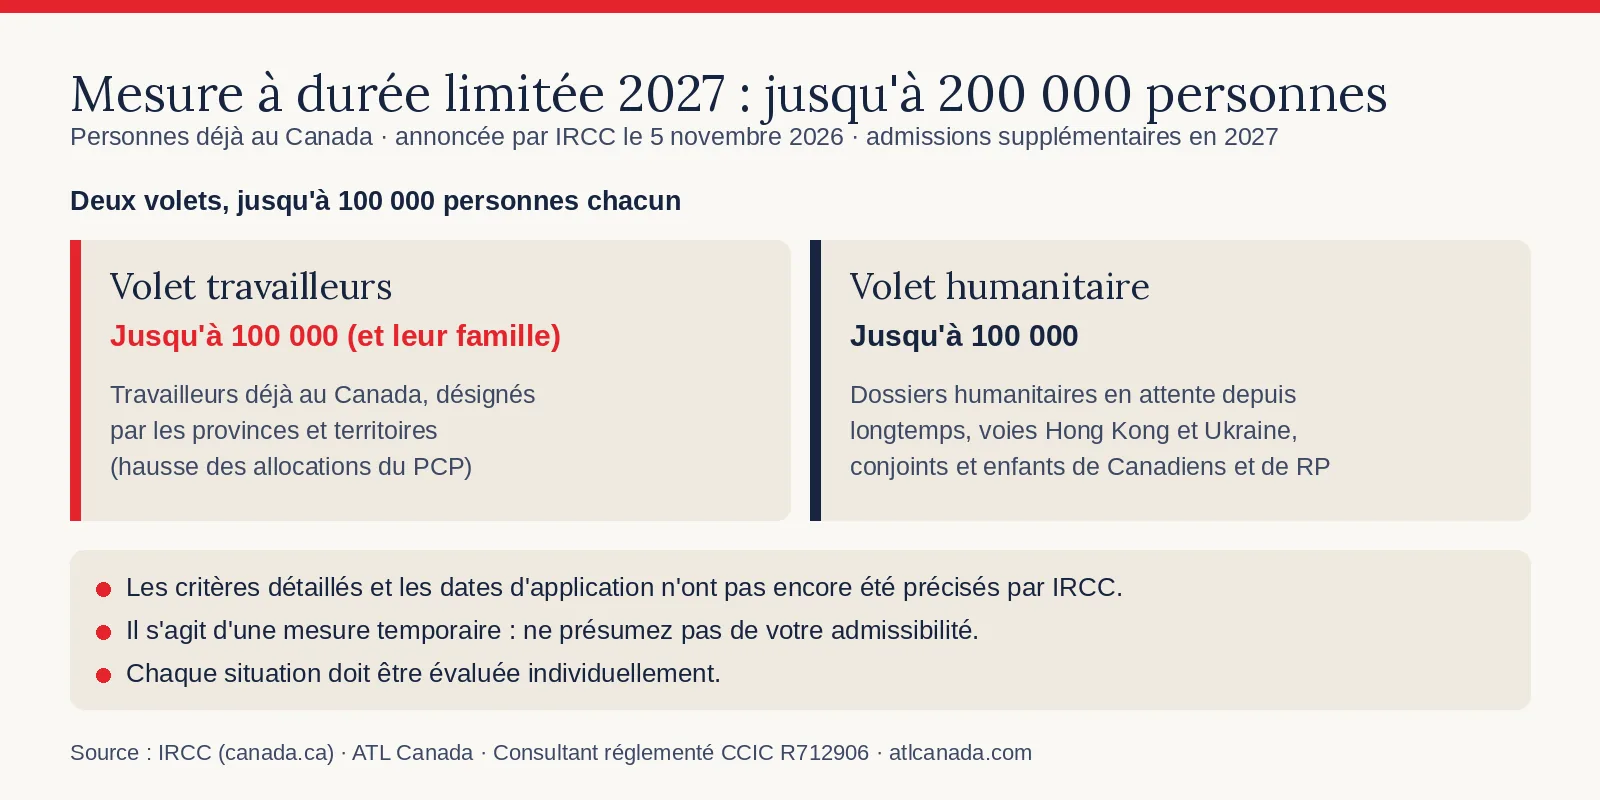 Mesure à durée limitée 2027 : jusqu'à 200 000 personnes
Personnes déjà au Canada · annoncée par IRCC le 5 novembre 2026 · admissions supplémentaires en 2027
Deux volets, jusqu'à 100 000 personnes chacun
Volet travailleurs
Jusqu'à 100 000 (et leur famille)
Travailleurs déjà au Canada, désignés
par les provinces et territoires
(hausse des allocations du PCP)
Volet humanitaire
Jusqu'à 100 000
Dossiers humanitaires en attente depuis
longtemps, voies Hong Kong et Ukraine,
conjoints et enfants de Canadiens et de RP
Les critères détaillés et les dates d'application n'ont pas encore été précisés par IRCC.
Il s'agit d'une mesure temporaire : ne présumez pas de votre admissibilité.
Chaque situation doit être évaluée individuellement.
Source : IRCC (canada.ca) · ATL Canada · Consultant réglementé CCIC R712906 · atlcanada.com